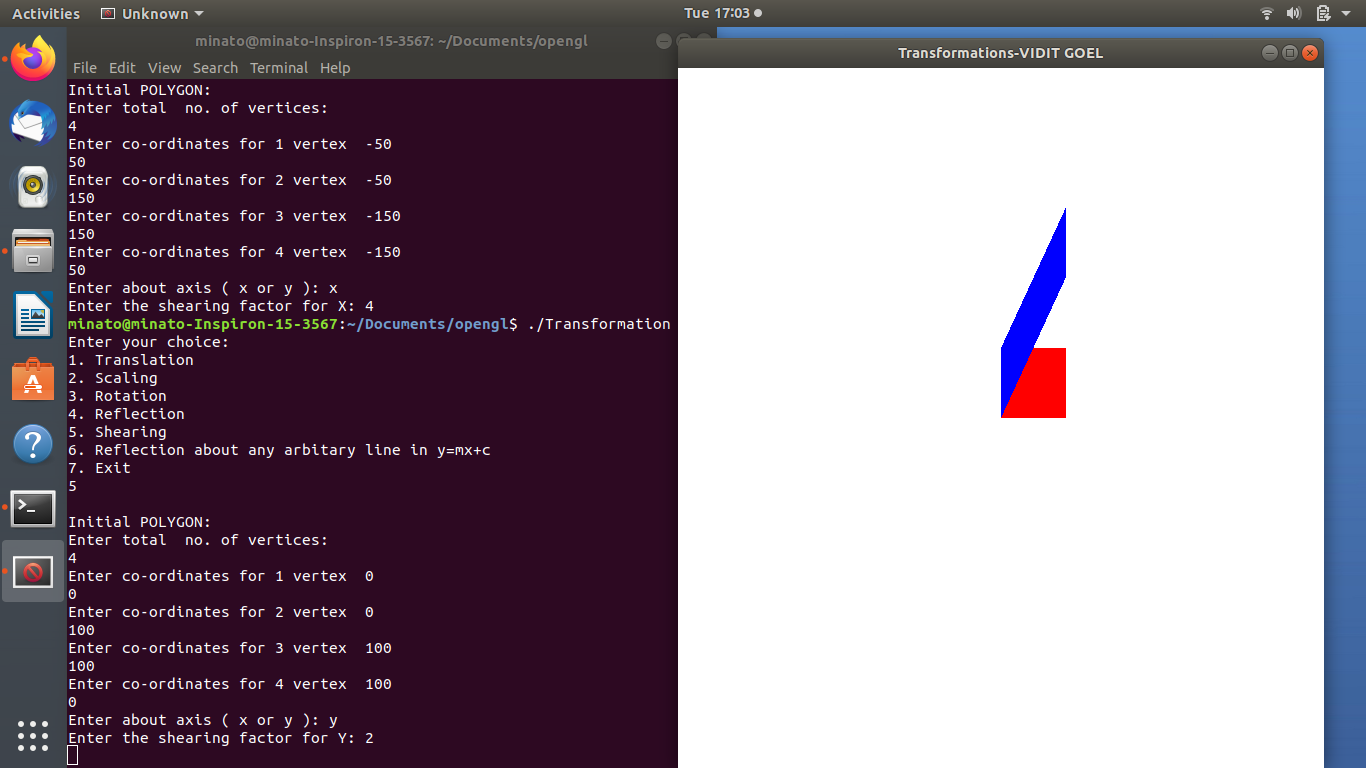 Activities Unknown Tue 17:03
minato@minato-Inspiron-15-3567: ~/Documents/opengl
File Edit View Search Terminal Help
Initial POLYGON:
Enter total  no. of vertices:
4
Enter co-ordinates for 1 vertex  -50
50
Enter co-ordinates for 2 vertex  -50
150
Enter co-ordinates for 3 vertex  -150
150
Enter co-ordinates for 4 vertex  -150
50
Enter about axis ( x or y ): x
Enter the shearing factor for X: 4
minato@minato-Inspiron-15-3567:~/Documents/opengl$ ./Transformation
Enter your choice:
1. Translation
2. Scaling
3. Rotation
4. Reflection
5. Shearing
6. Reflection about any arbitary line in y=mx+c
7. Exit
5
Initial POLYGON:
Enter total  no. of vertices:
4
Enter co-ordinates for 1 vertex  0
0
Enter co-ordinates for 2 vertex  0
100
Enter co-ordinates for 3 vertex  100
100
Enter co-ordinates for 4 vertex  100
0
Enter about axis ( x or y ): y
Enter the shearing factor for Y: 2
Transformations-VIDIT GOEL